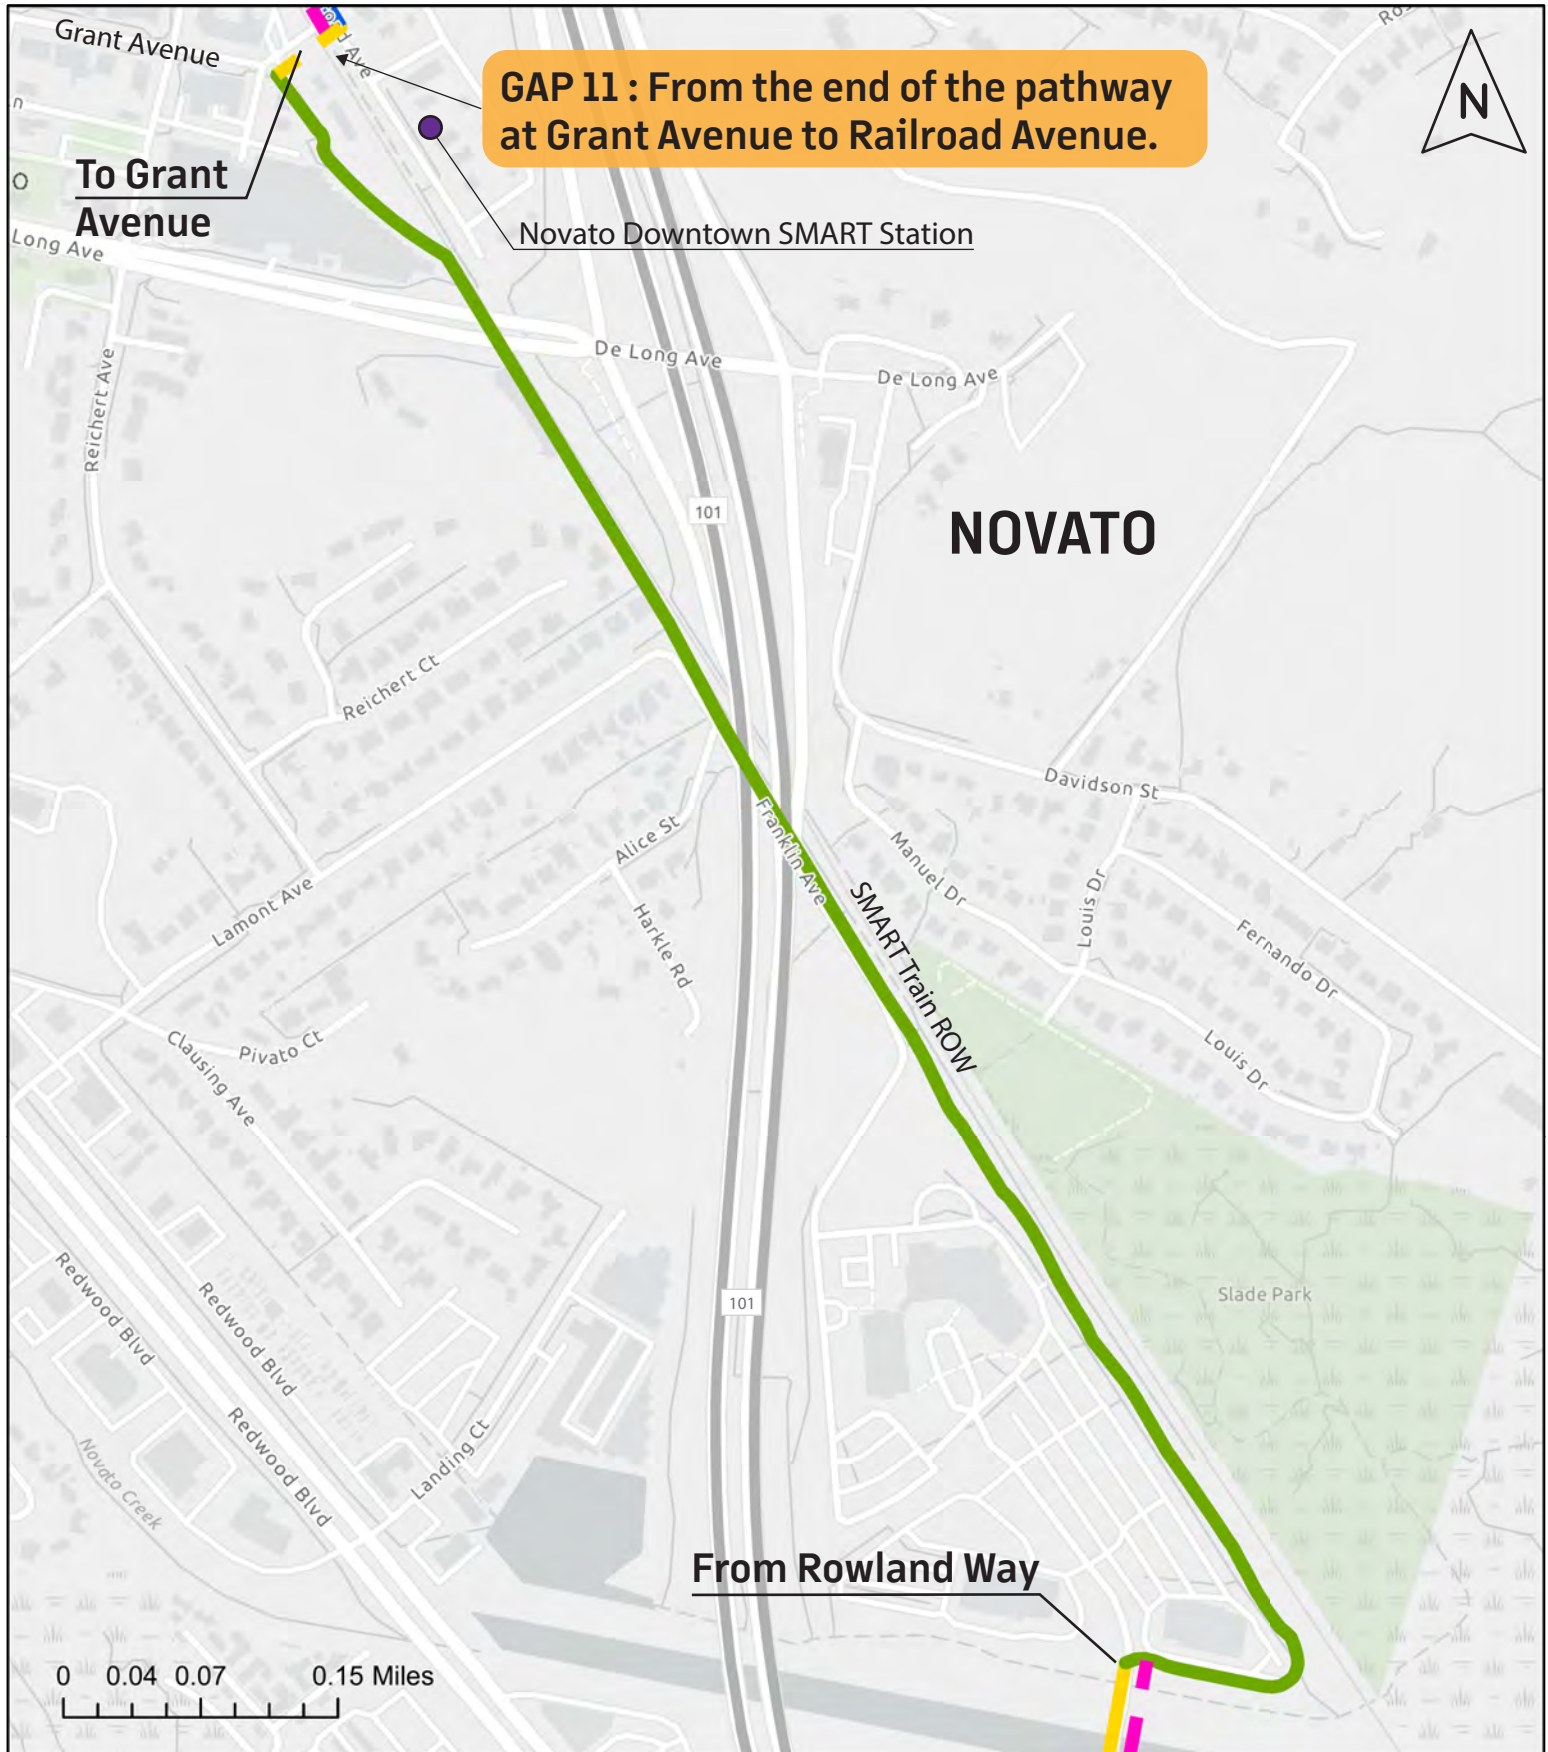 Grant Avenue
GAP 11 : From the end of the pathway
at Grant Avenue to Railroad Avenue.
N
To Grant
Avenue
Novato Downtown SMART Station
Long Ave
De Long Ave
De Long Ave
Reichert Ave
101
NOVATO
Reichert Ct
Davidson St
Franklin Ave
Alice St
Manuel Dr
SMART Train ROW
Louis Dr
Lamont Ave
Harkle Rd
Fernando Dr
Clausing Ave
Pivato Ct
Louis Dr
Redwood Blvd
Redwood Blvd
101
Slade Park
Redwood Blvd
Landing Ct
Novato Creek
From Rowland Way
0 0.04 0.07 0.15 Miles